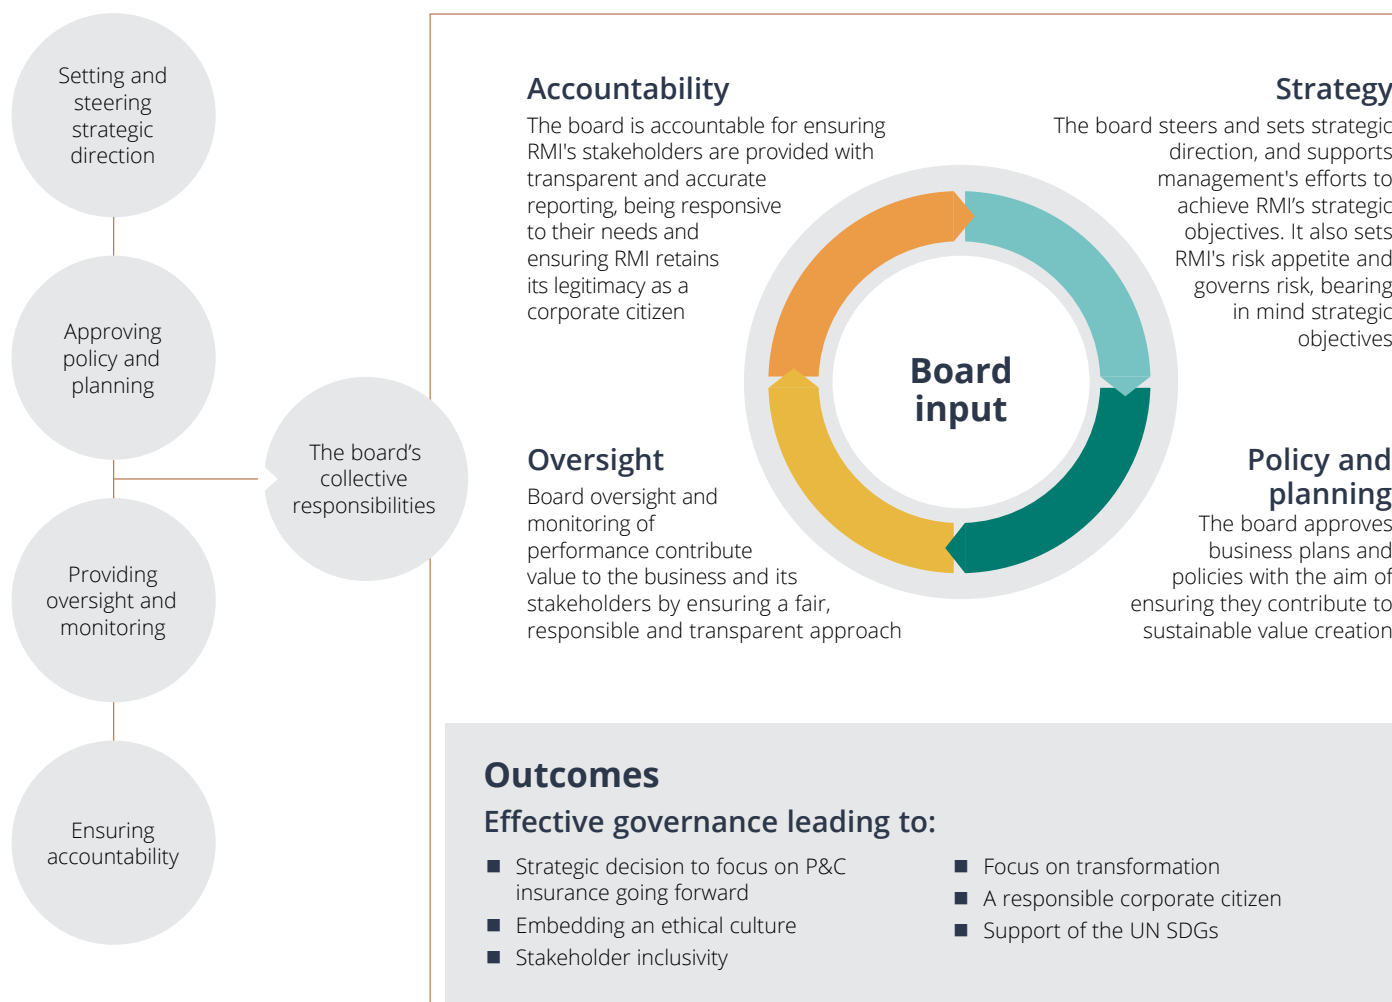 Setting and
steering
strategic
direction
Approving
policy and
planning
Providing
oversight and
monitoring
Ensuring
accountability
The board’s
collective
responsibilities
Accountability
The board is accountable for ensuring
RMI's stakeholders are provided with
transparent and accurate
reporting, being responsive
to their needs and
ensuring RMI retains
its legitimacy as a
corporate citizen
Strategy
The board steers and sets strategic
direction, and supports
management's efforts to
achieve RMI’s strategic
objectives. It also sets
RMI's risk appetite and
governs risk, bearing
in mind strategic
objectives
Board
input
Oversight
Board oversight and
monitoring of
performance contribute
value to the business and its
stakeholders by ensuring a fair,
responsible and transparent approach
Policy and
planning
The board approves
business plans and
policies with the aim of
ensuring they contribute to
sustainable value creation
Outcomes
Effective governance leading to:
Strategic decision to focus on P&C
insurance going forward
Embedding an ethical culture
Stakeholder inclusivity
Focus on transformation
A responsible corporate citizen
Support of the UN SDGs